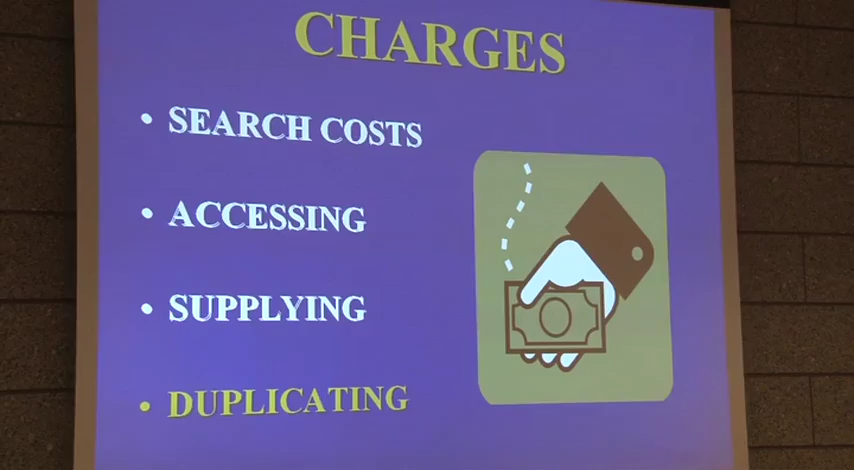 CHARGES
• SEARCH COSTS
• ACCESSING
• SUPPLYING
• DUPLICATING